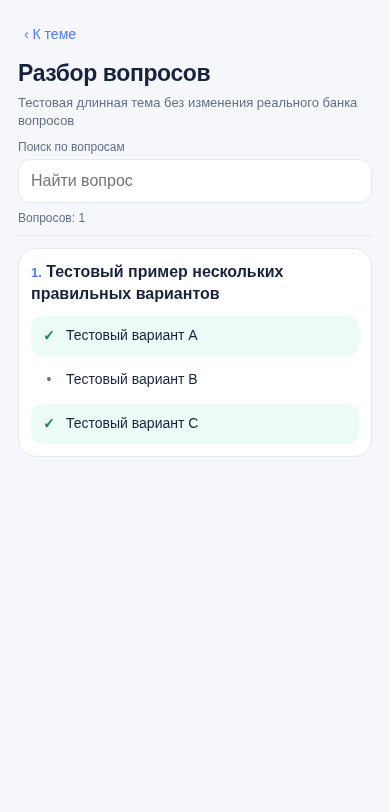 ‹ К теме
Разбор вопросов
Тестовая длинная тема без изменения реального банка
вопросов
Поиск по вопросам
Найти вопрос
Вопросов: 1
1. Тестовый пример нескольких
правильных вариантов
✓ Тестовый вариант A
• Тестовый вариант B
✓ Тестовый вариант C